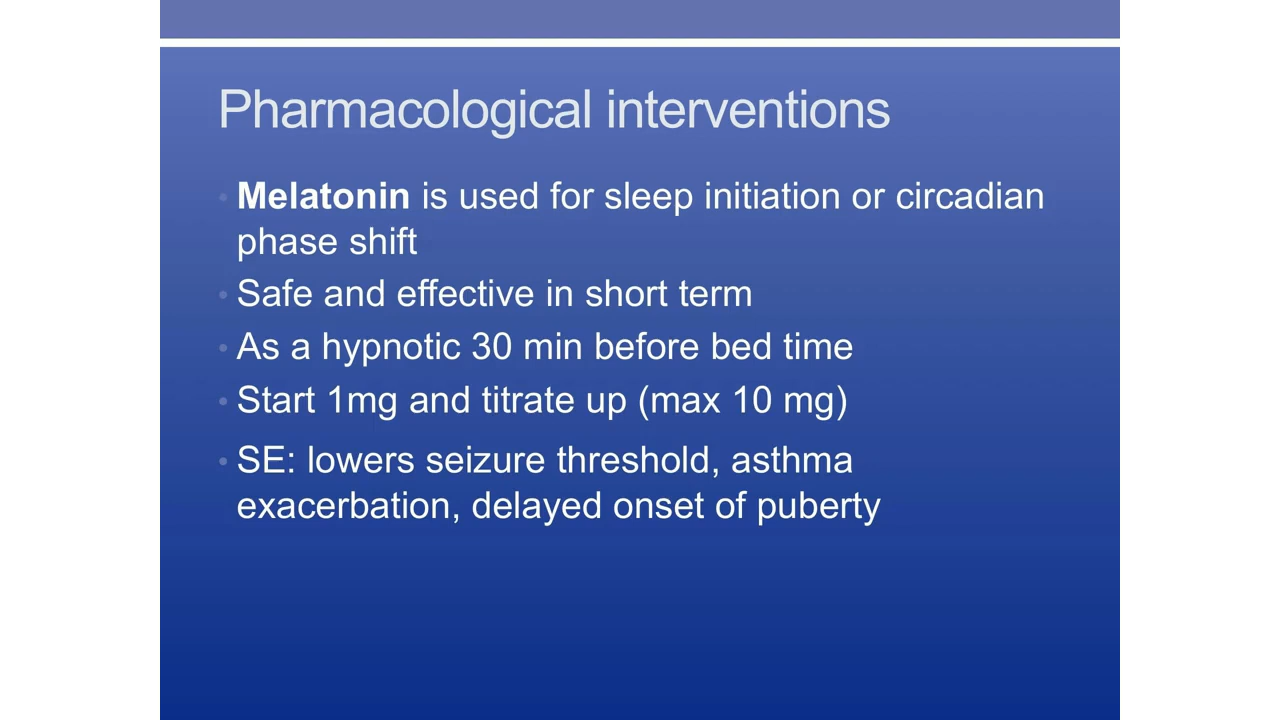 Pharmacological interventions
• Melatonin is used for sleep initiation or circadian
phase shift
• Safe and effective in short term
• As a hypnotic 30 min before bed time
• Start 1mg and titrate up (max 10 mg)
• SE: lowers seizure threshold, asthma
exacerbation, delayed onset of puberty